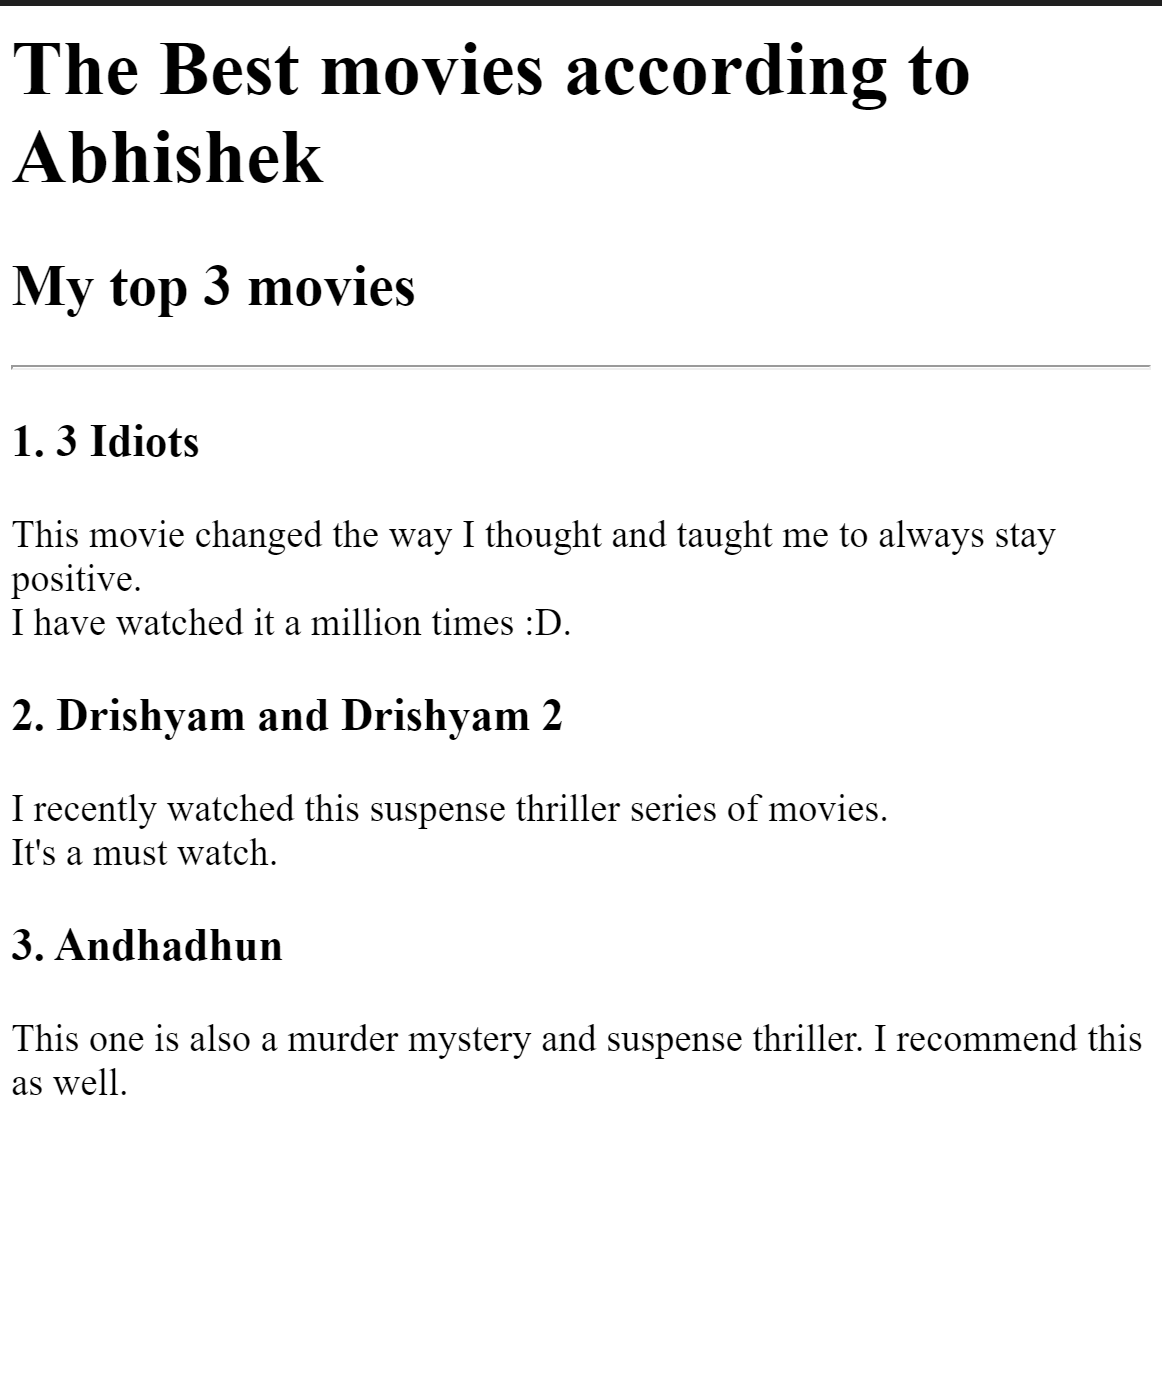 The Best movies according to
Abhishek
My top 3 movies
1. 3 Idiots
This movie changed the way I thought and taught me to always stay
positive.
I have watched it a million times :D.
2. Drishyam and Drishyam 2
I recently watched this suspense thriller series of movies.
It's a must watch.
3. Andhadhun
This one is also a murder mystery and suspense thriller. I recommend this
as well.